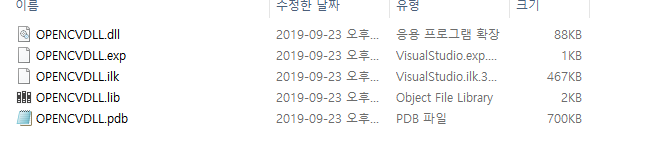 이름 수정한 날짜 유형 크기
OPENCVDLL.dll 2019-09-23 오후... 응용 프로그램 확장 88KB
OPENCVDLL.exp 2019-09-23 오후... VisualStudio.exp.... 1KB
OPENCVDLL.ilk 2019-09-23 오후... VisualStudio.ilk.3... 467KB
OPENCVDLL.lib 2019-09-23 오후... Object File Library 2KB
OPENCVDLL.pdb 2019-09-23 오후... PDB 파일 700KB